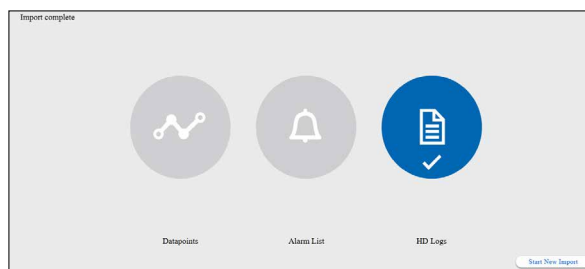 Import complete
Datapoints
Alarm List
HD Logs
Start New Import